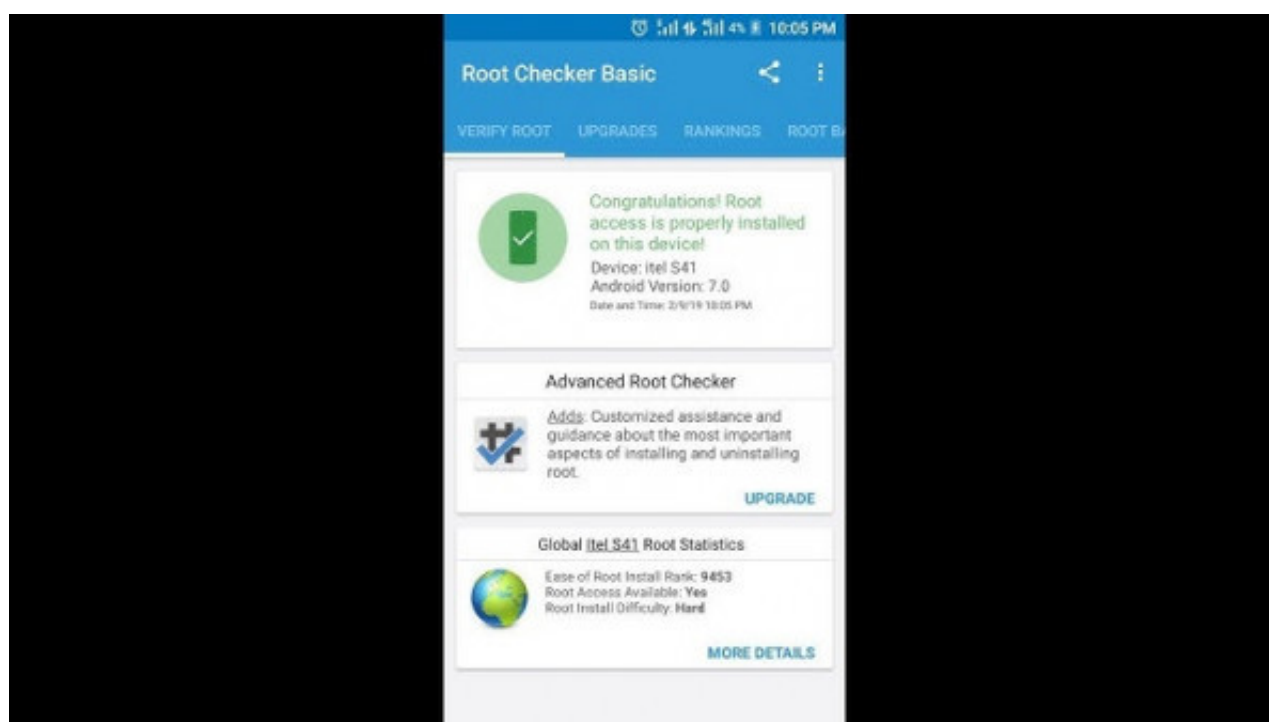 4% 10:05 PM
Root Checker Basic
VERIFY ROOT UPGRADES RANKINGS ROOT BA
Congratulations! Root
access is properly installed
on this device!
Device: itel S41
Android Version: 7.0
Date and Time: 2/9/19 10:05 PM
Advanced Root Checker
Adds: Customized assistance and
guidance about the most important
aspects of installing and uninstalling
root.
UPGRADE
Global Itel S41 Root Statistics
Ease of Root Install Rank: 9453
Root Access Available: Yes
Root Install Difficulty: Hard
MORE DETAILS